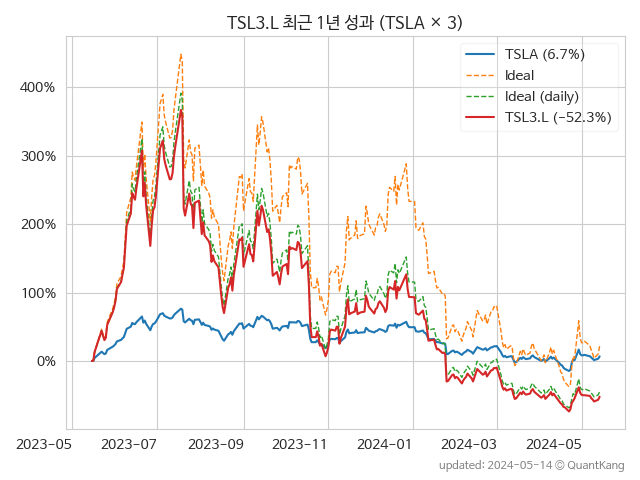 TSL3.L 최근 1년 성과 (TSLA × 3)
TSLA (6.7%)
Ideal
Ideal (daily)
TSL3.L (−52.3%)
400%
300%
200%
100%
0%
2023-05 2023-07 2023-09 2023-11 2024-01 2024-03 2024-05
updated: 2024-05-14 © QuantKang